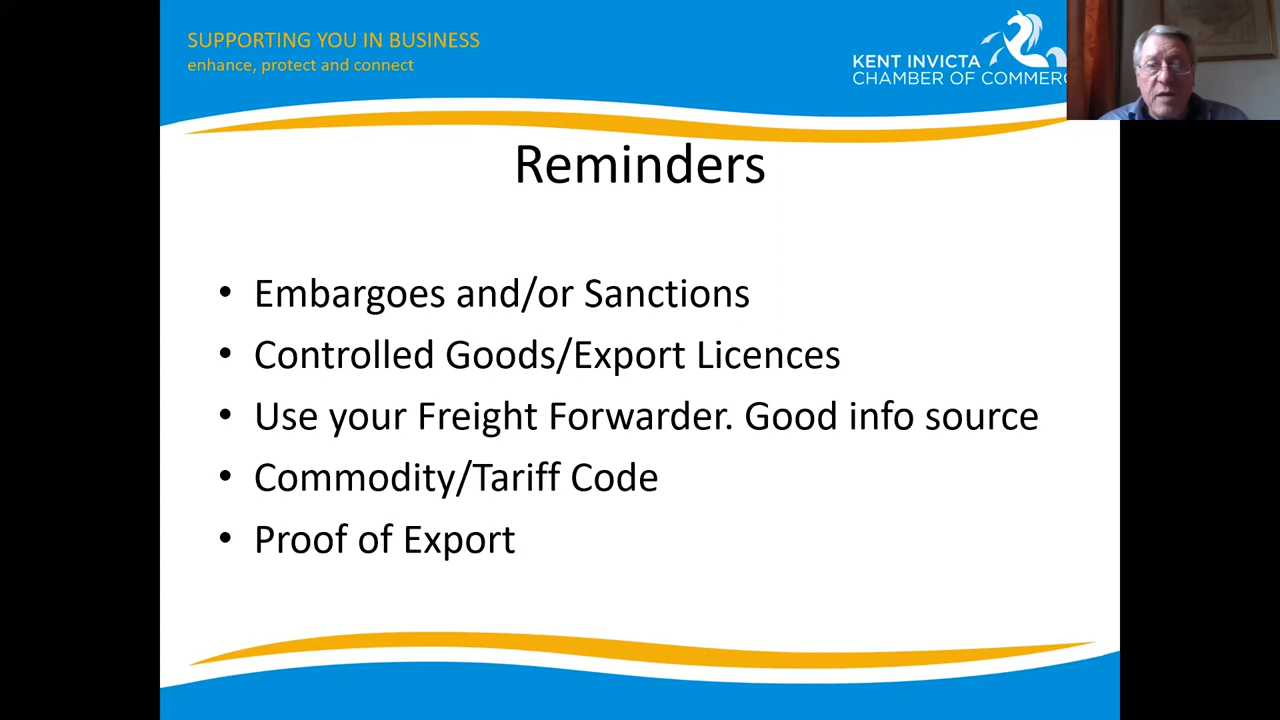 SUPPORTING YOU IN BUSINESS
enhance, protect and connect
KENT INVICTA
CHAMBER OF COMMERC
Reminders
• Embargoes and/or Sanctions
• Controlled Goods/Export Licences
• Use your Freight Forwarder. Good info source
• Commodity/Tariff Code
• Proof of Export